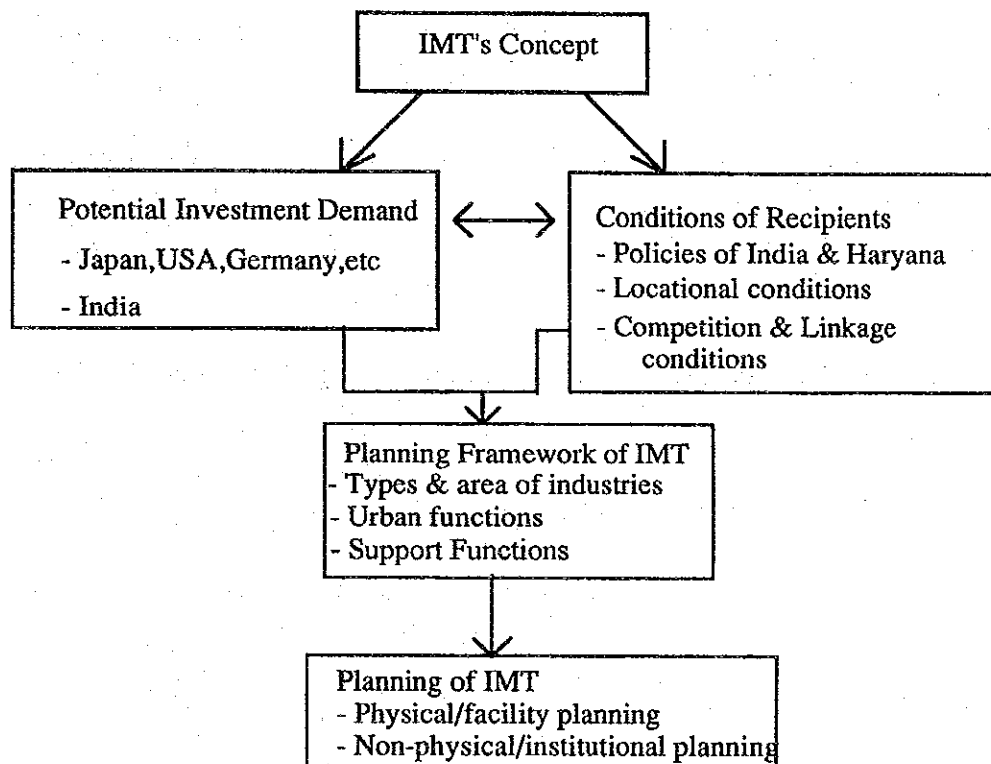 IMT's Concept
Potential Investment Demand
- Japan,USA,Germany,etc
- India
Conditions of Recipients
- Policies of India & Haryana
- Locational conditions
- Competition & Linkage
conditions
Planning Framework of IMT
- Types & area of industries
- Urban functions
- Support Functions
Planning of IMT
- Physical/facility planning
- Non-physical/institutional planning